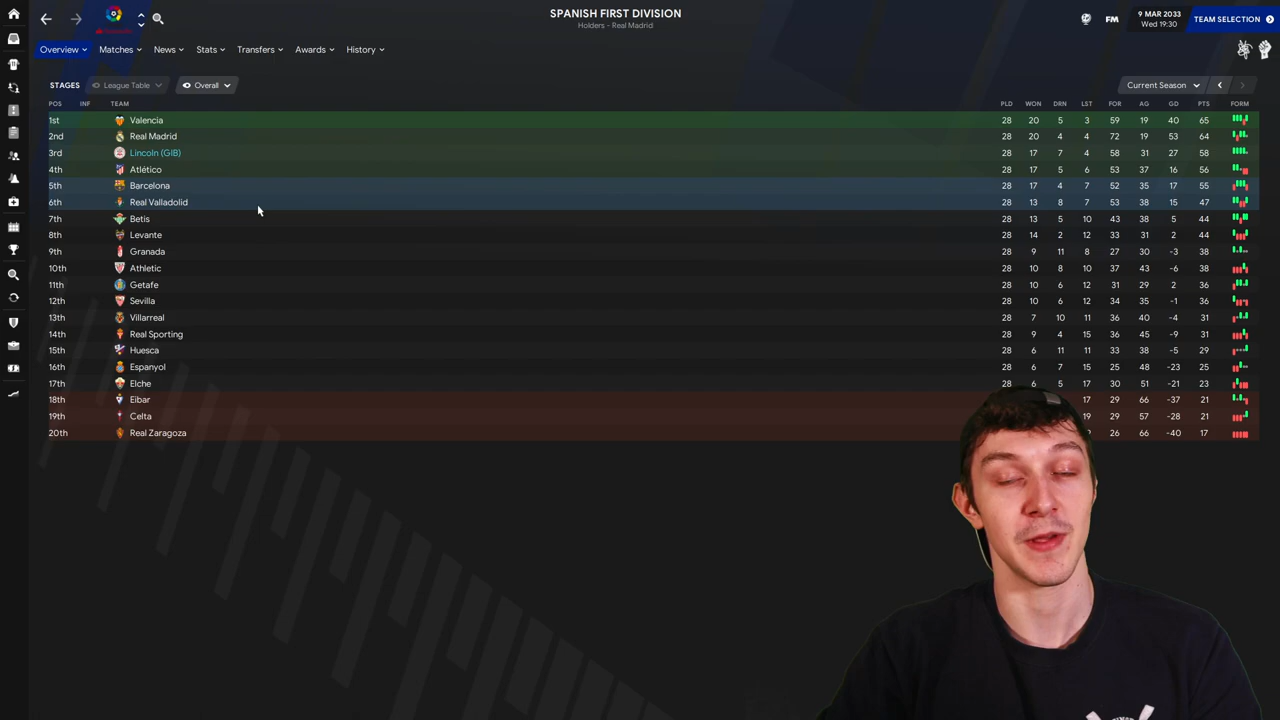 SPANISH FIRST DIVISION
Holders - Real Madrid
FM
9 MAR 2033
Wed 19:30
TEAM SELECTION
Overview Matches News Stats Transfers Awards History
STAGES League Table Overall Current Season
POS INF TEAM PLD WON DRN LST FOR AG GD PTS FORM
1st Valencia 28 20 5 3 59 19 40 65
2nd Real Madrid 28 20 4 4 72 19 53 64
3rd Lincoln (GIB) 28 17 7 4 58 31 27 58
4th Atlético 28 17 5 6 53 37 16 56
5th Barcelona 28 17 4 7 52 35 17 55
6th Real Valladolid 28 13 8 7 53 38 15 47
7th Betis 28 13 5 10 43 38 5 44
8th Levante 28 14 2 12 33 31 2 44
9th Granada 28 9 11 8 27 30 -3 38
10th Athletic 28 10 8 10 37 43 -6 38
11th Getafe 28 10 6 12 31 29 2 36
12th Sevilla 28 10 6 12 34 35 -1 36
13th Villarreal 28 7 10 11 36 40 -4 31
14th Real Sporting 28 9 4 15 36 45 -9 31
15th Huesca 28 6 11 11 33 38 -5 29
16th Espanyol 28 6 7 15 25 48 -23 25
17th Elche 28 6 5 17 30 51 -21 23
18th Eibar 17 29 66 -37 21
19th Celta 19 29 57 -28 21
20th Real Zaragoza 26 66 -40 17